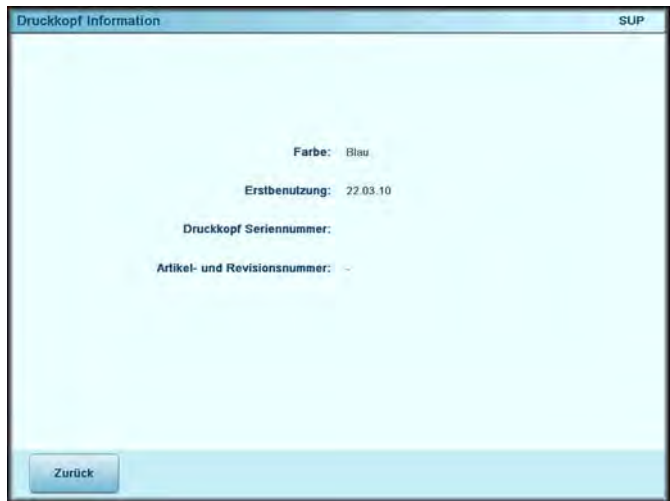 Druckkopf Information SUP
Farbe: Blau
Erstbenutzung: 22.03.10
Druckkopf Seriennummer:
Artikel- und Revisionsnummer: -
Zurück